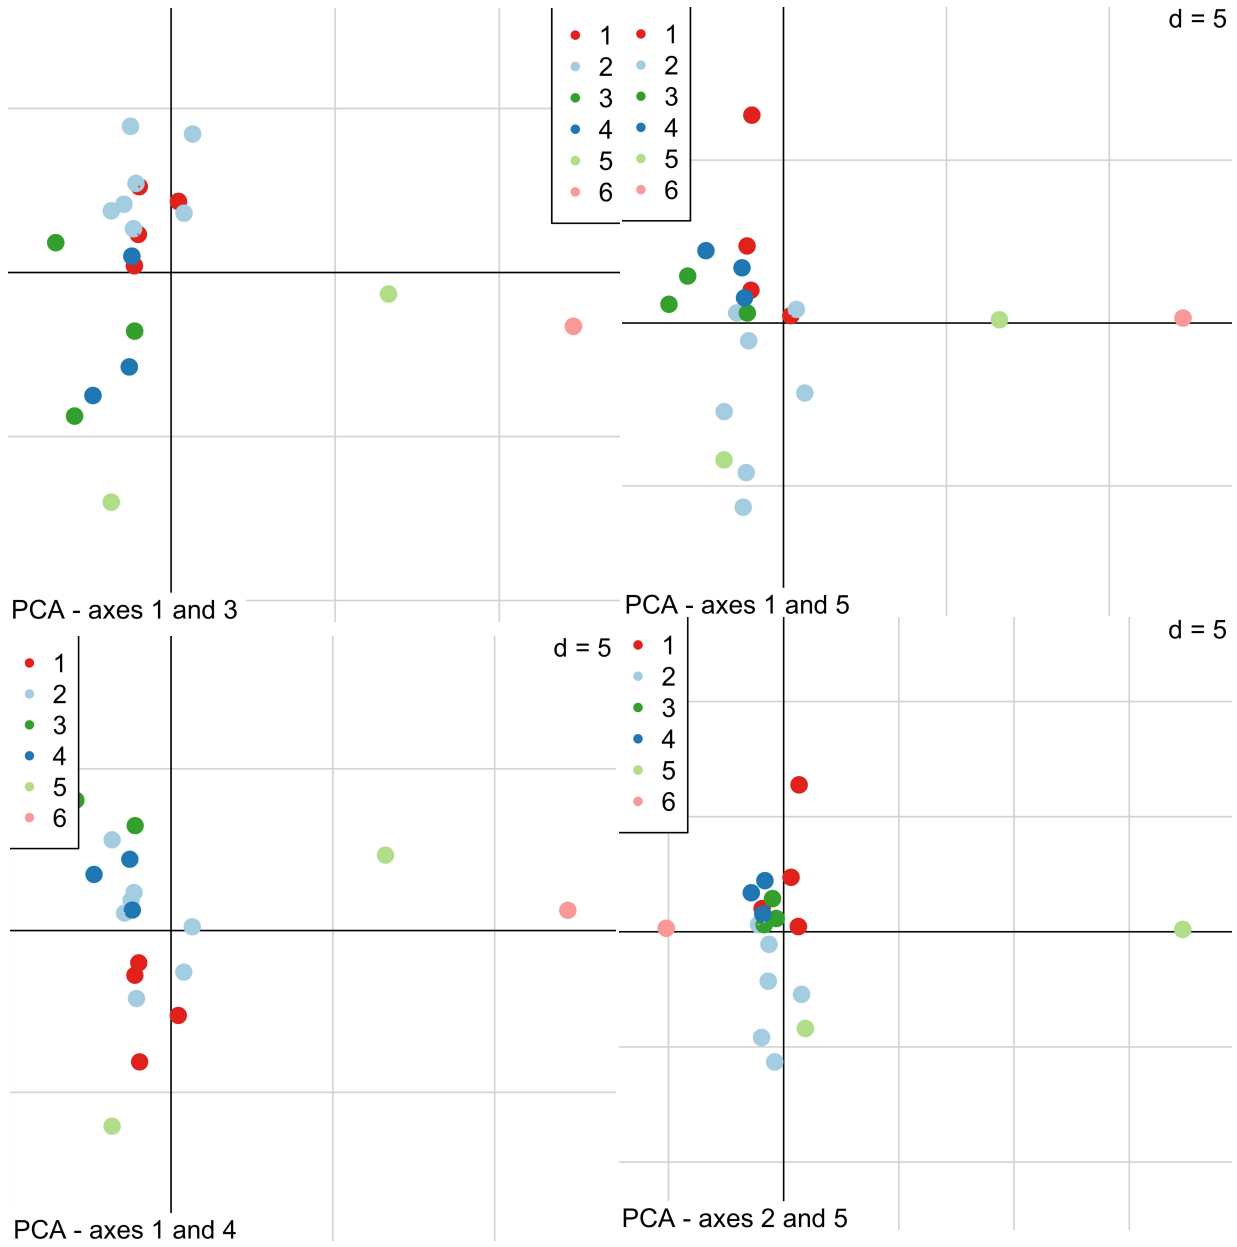 1 1
2 2
3 3
4 4
5 5
6 6
d = 5
PCA - axes 1 and 3
PCA - axes 1 and 5
d = 5
1
2
3
4
5
6
PCA - axes 1 and 4
d = 5
1
2
3
4
5
6
PCA - axes 2 and 5